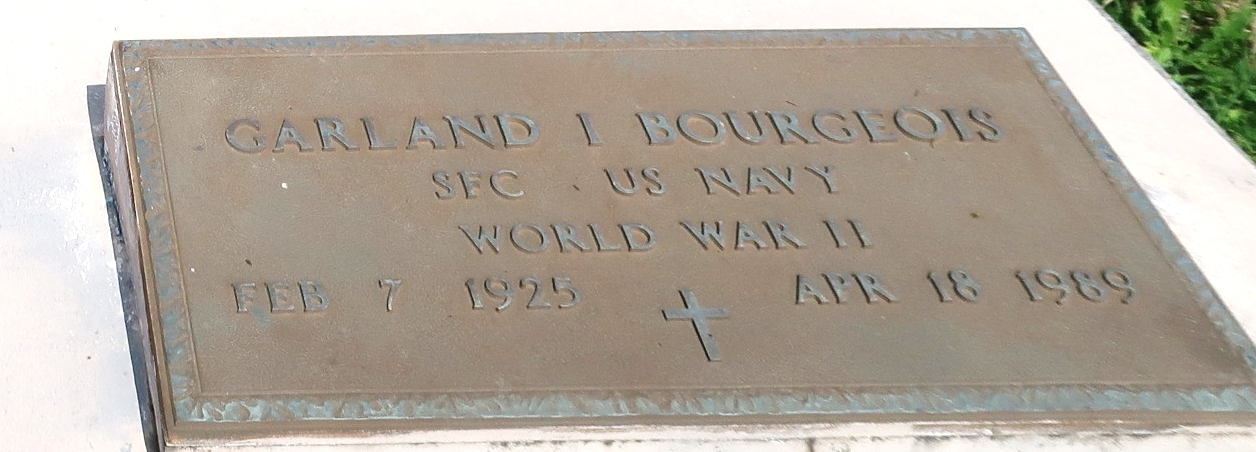 GARLAND I BOURGEOIS
SFC US NAVY
WORLD WAR II
FEB 7 1925 APR 18 1989